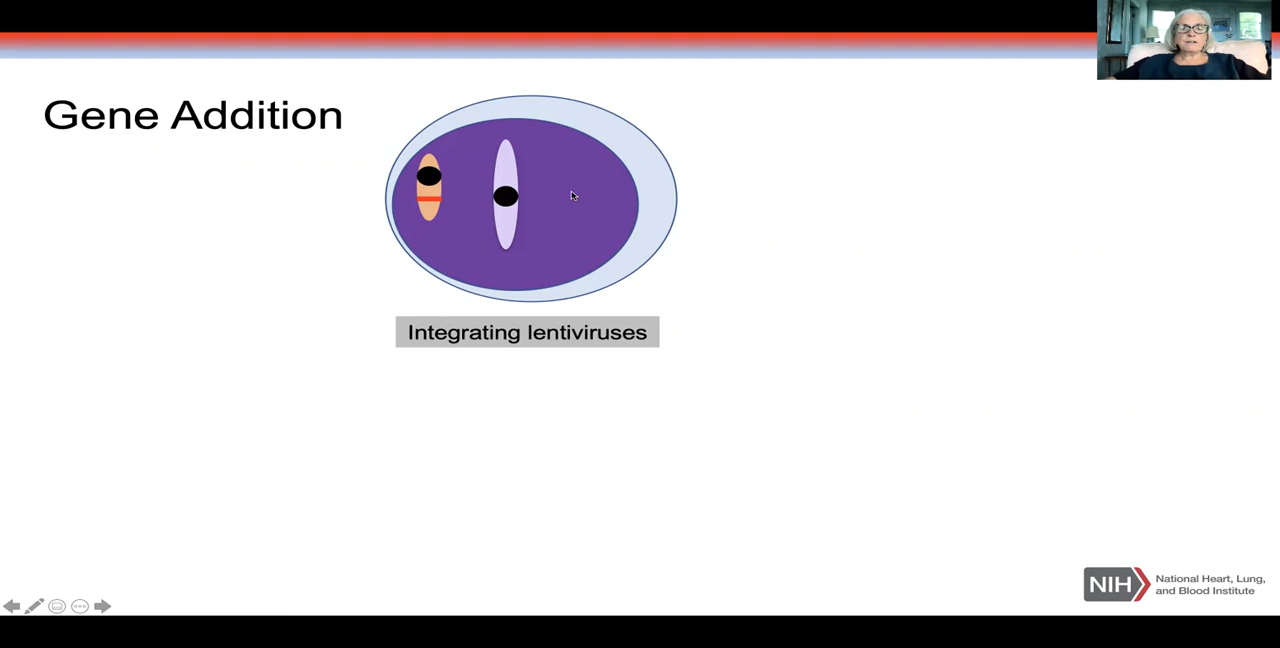 Gene Addition
Integrating lentiviruses
NIH
National Heart, Lung,
and Blood Institute